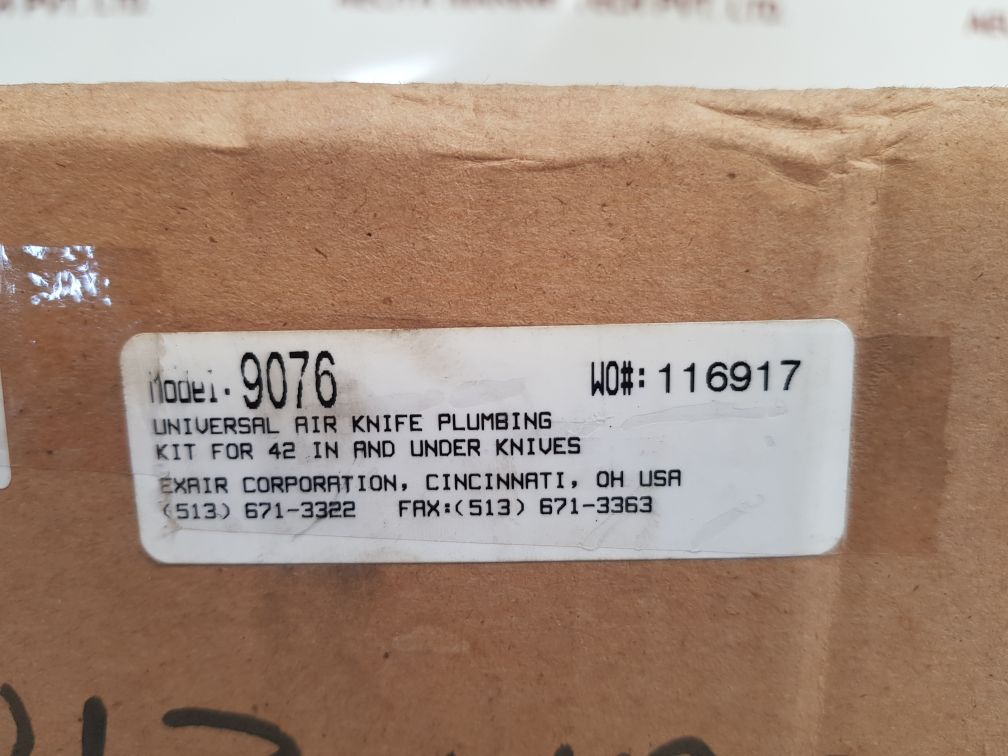 Model: 9076 WO#: 116917
UNIVERSAL AIR KNIFE PLUMBING
KIT FOR 42 IN AND UNDER KNIVES
EXAIR CORPORATION, CINCINNATI, OH USA
(513) 671-3322 FAX:(513) 671-3363